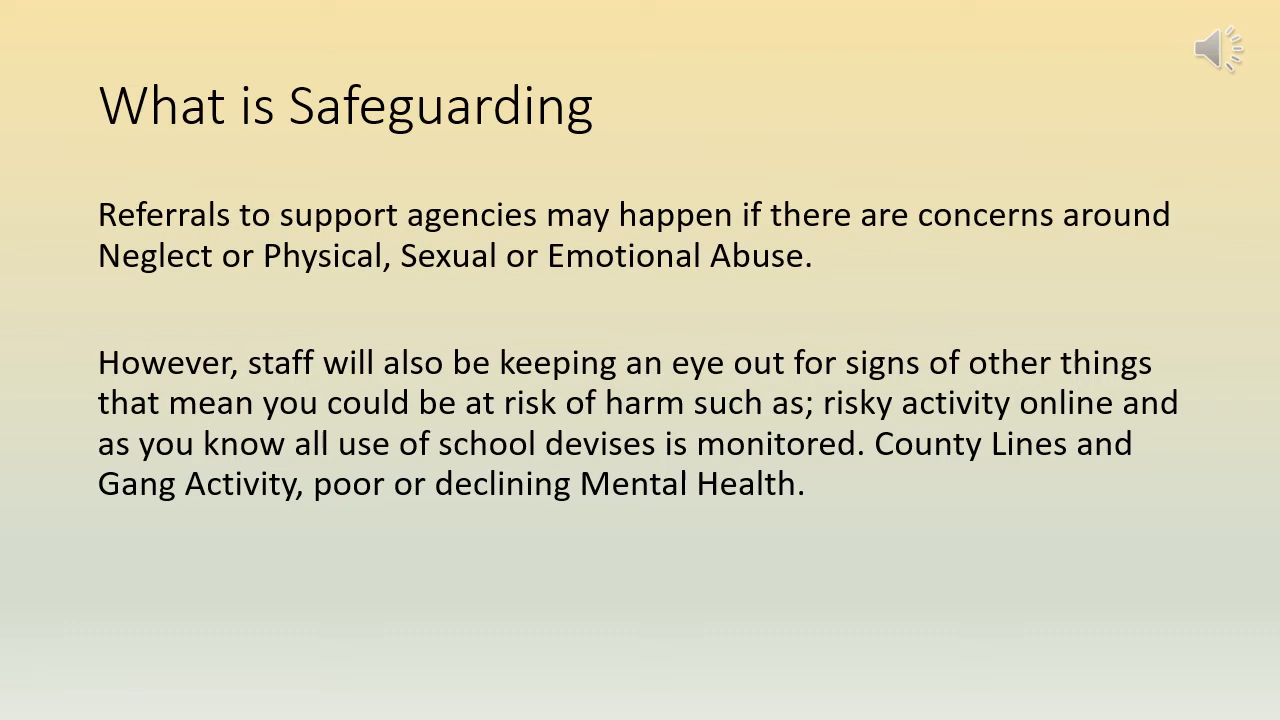 What is Safeguarding
Referrals to support agencies may happen if there are concerns around
Neglect or Physical, Sexual or Emotional Abuse.
However, staff will also be keeping an eye out for signs of other things
that mean you could be at risk of harm such as; risky activity online and
as you know all use of school devises is monitored. County Lines and
Gang Activity, poor or declining Mental Health.